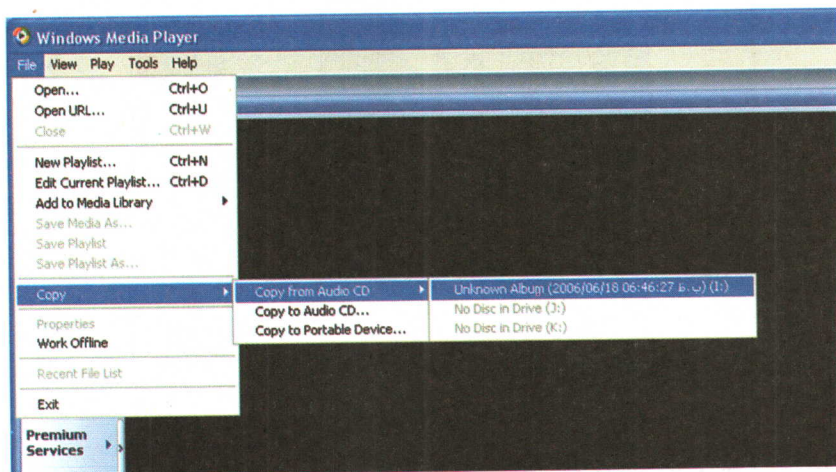 Windows Media Player
File View Play Tools Help
Open... Ctrl+O
Open URL... Ctrl+U
Close Ctrl+W
New Playlist... Ctrl+N
Edit Current Playlist... Ctrl+D
Add to Media Library
Save Media As...
Save Playlist
Save Playlist As...
Copy
Copy from Audio CD
Unknown Album (2006/06/18 06:46:27 ب.ظ) (I:)
Copy to Audio CD...
No Disc in Drive (J:)
Properties
Copy to Portable Device...
No Disc in Drive (K:)
Work Offline
Recent File List
Exit
Premium
Services